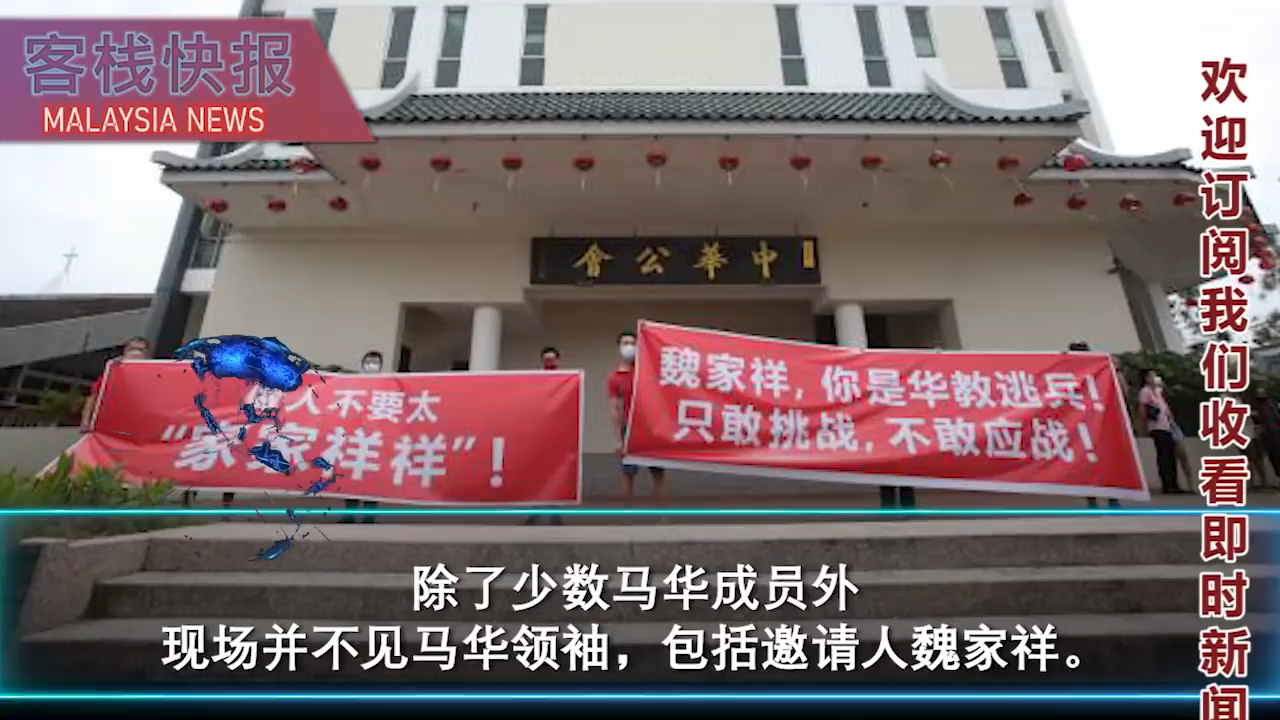 客栈快报
MALAYSIA NEWS
會公華中
人不要太
“家家祥祥”！
魏家祥，你是华教逃兵！
只敢挑战，不敢应战！
除了少数马华成员外
现场并不见马华领袖，包括邀请人魏家祥。
欢迎订阅我们收看即时新闻